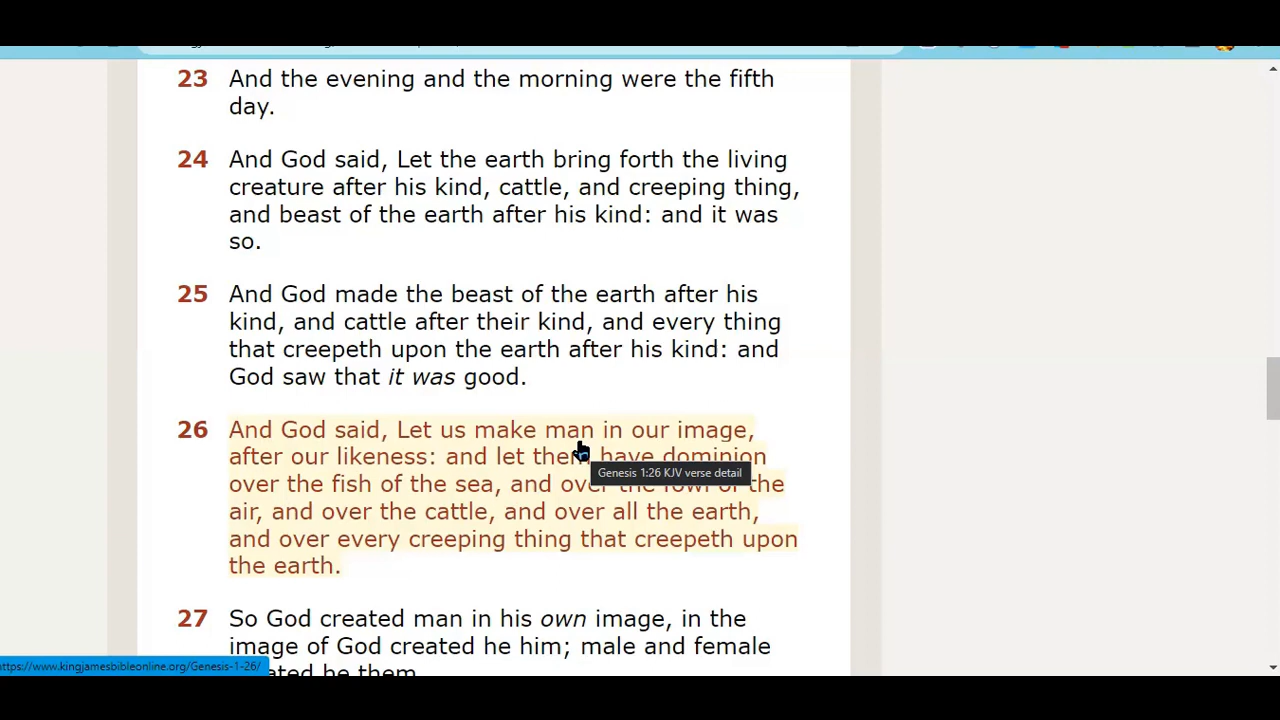 23 And the evening and the morning were the fifth
day.
24 And God said, Let the earth bring forth the living
creature after his kind, cattle, and creeping thing,
and beast of the earth after his kind: and it was
so.
25 And God made the beast of the earth after his
kind, and cattle after their kind, and every thing
that creepeth upon the earth after his kind: and
God saw that it was good.
26 And God said, Let us make man in our image,
after our likeness: and let them have dominion
Genesis 1:26 KJV verse detail
over the fish of the sea, and over the fowl of the
air, and over the cattle, and over all the earth,
and over every creeping thing that creepeth upon
the earth.
27 So God created man in his own image, in the
image of God created he him; male and female
https://www.kingjamesbibleonline.org/Genesis-1-26/
he them